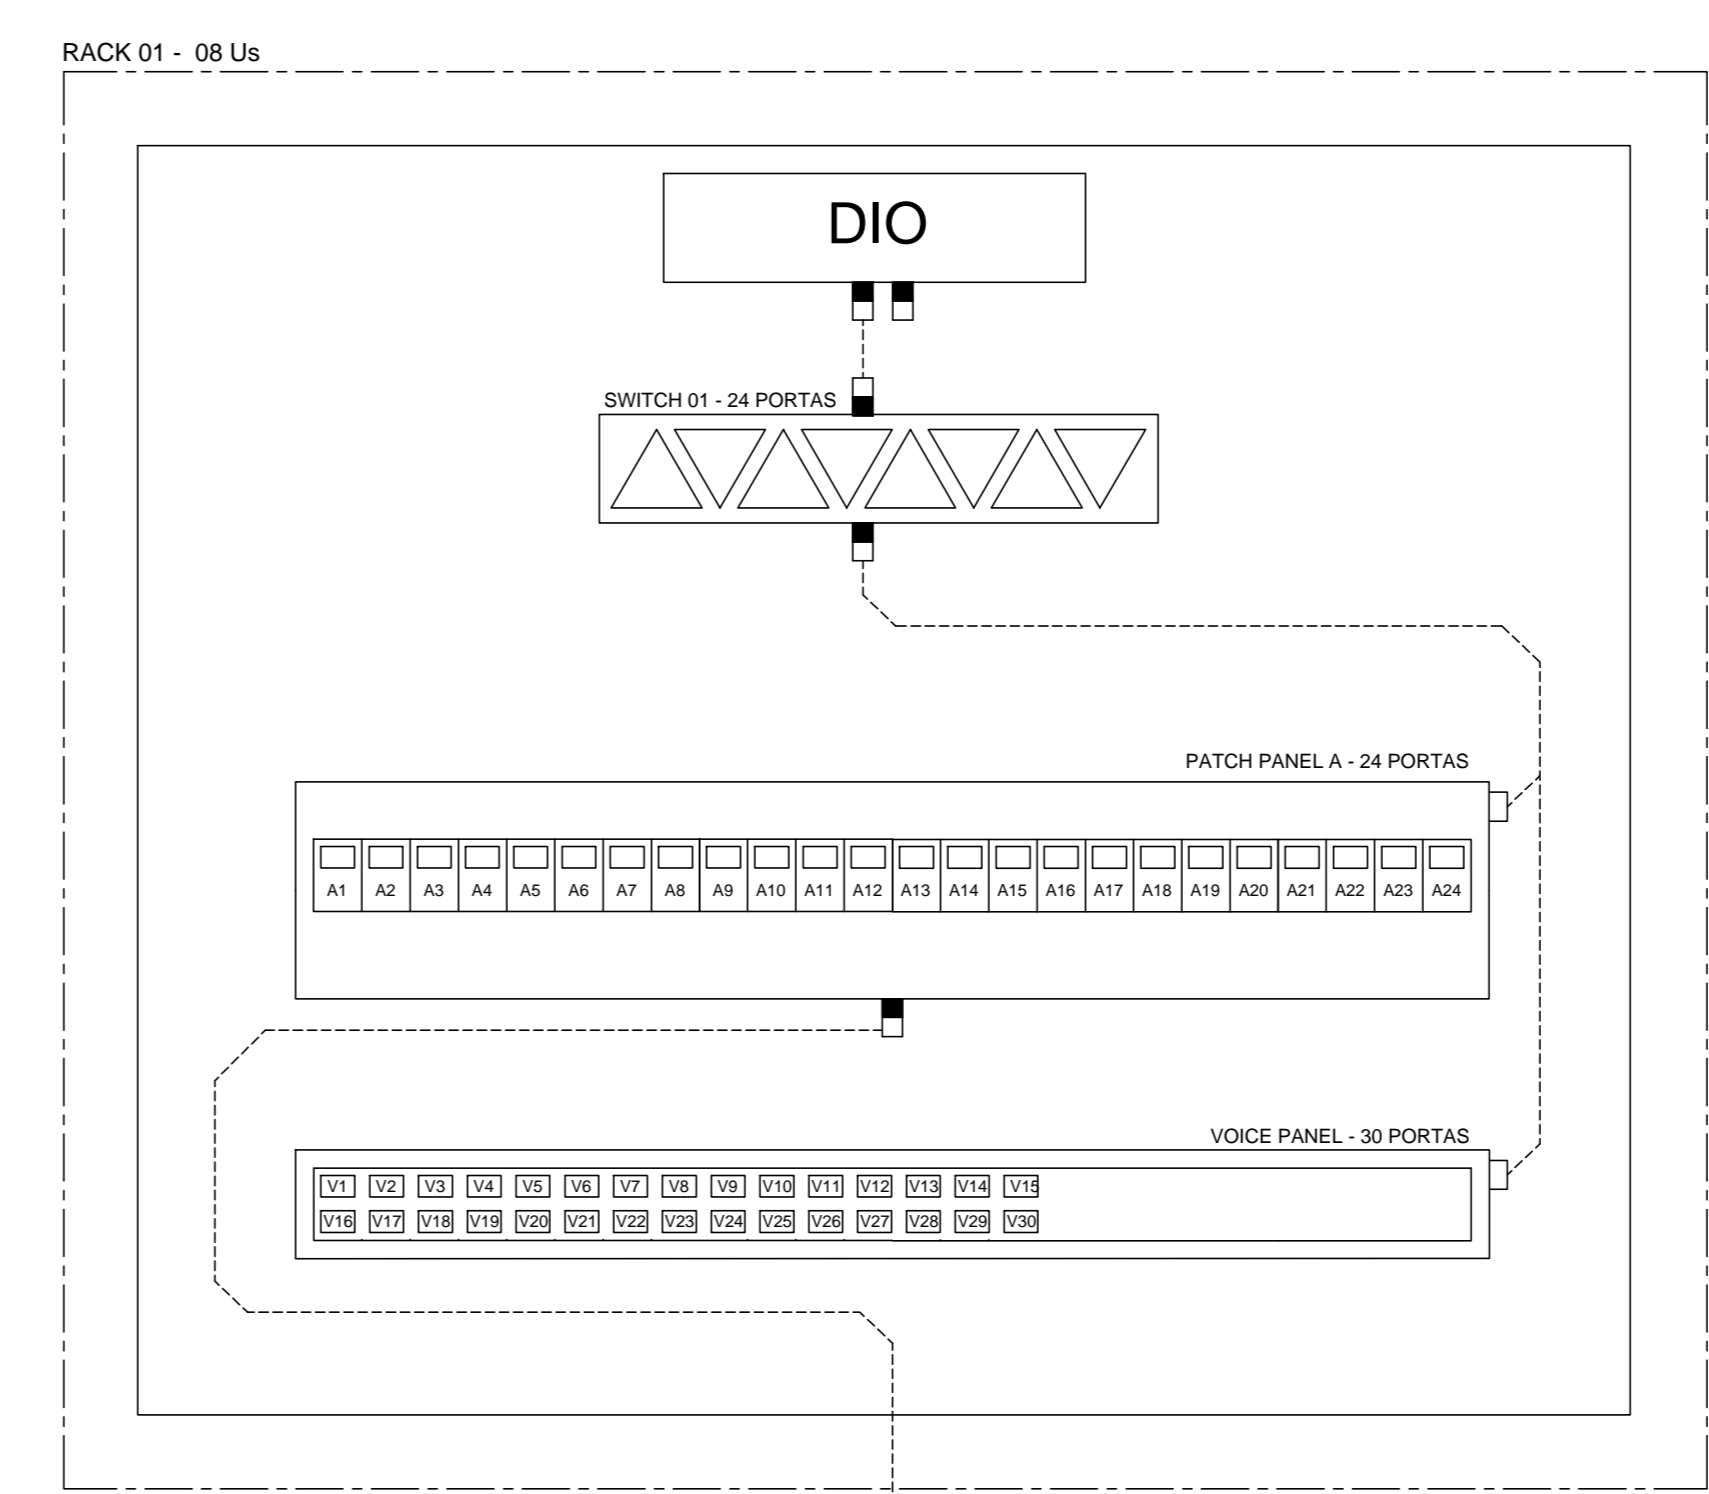 RACK 01 - 08 Us
DIO
SWITCH 01 - 24 PORTAS
PATCH PANEL A - 24 PORTAS
A1 A2 A3 A4 A5 A6 A7 A8 A9 A10 A11 A12 A13 A14 A15 A16 A17 A18 A19 A20 A21 A22 A23 A24
VOICE PANEL - 30 PORTAS
V1 V2 V3 V4 V5 V6 V7 V8 V9 V10 V11 V12 V13 V14 V15
V16 V17 V18 V19 V20 V21 V22 V23 V24 V25 V26 V27 V28 V29 V30